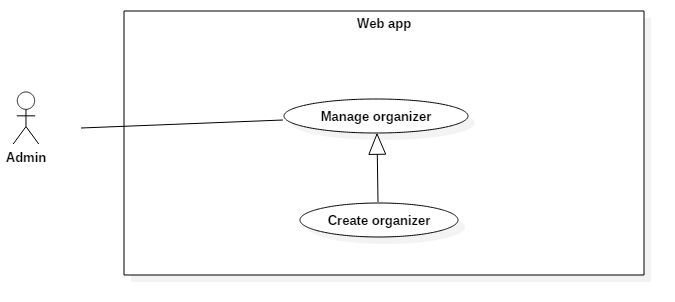 Web app
Manage organizer
Admin
Create organizer